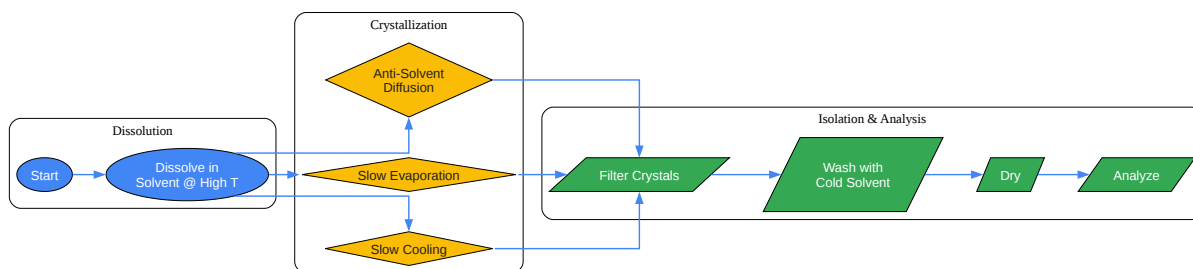 Crystallization
Anti-Solvent
Diffusion
Dissolution
Isolation & Analysis
Start
Dissolve in
Solvent @ High T
Slow Evaporation
Filter Crystals
Wash with
Cold Solvent
Dry
Analyze
Slow Cooling